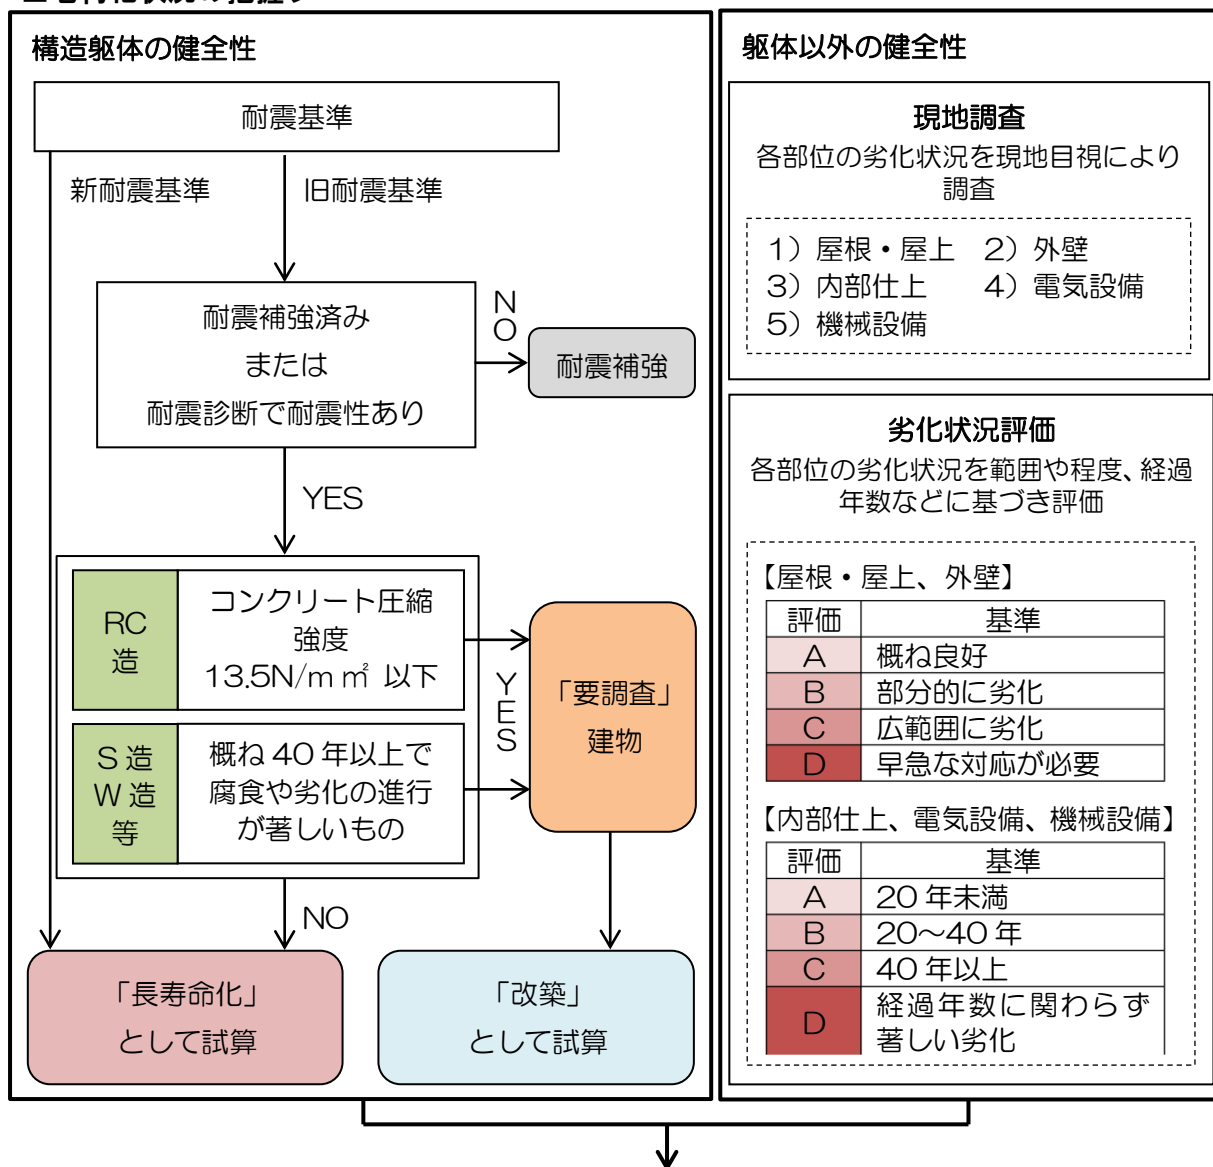 構造躯体の健全性
耐震基準
新耐震基準
旧耐震基準
耐震補強済み
または
耐震診断で耐震性あり
NO
耐震補強
YES
RC
造
コンクリート圧縮
強度
13.5N/mm² 以下
S造
W造
等
概ね40年以上で
腐食や劣化の進行
が著しいもの
YES
「要調査」
建物
NO
「長寿命化」
として試算
「改築」
として試算
躯体以外の健全性
現地調査
各部位の劣化状況を現地目視により
調査
1）屋根・屋上 2）外壁
3）内部仕上 4）電気設備
5）機械設備
劣化状況評価
各部位の劣化状況を範囲や程度、経過
年数などに基づき評価
【屋根・屋上、外壁】
評価 基準
A 概ね良好
B 部分的に劣化
C 広範囲に劣化
D 早急な対応が必要
【内部仕上、電気設備、機械設備】
評価 基準
A 20年未満
B 20～40年
C 40年以上
D 経過年数に関わらず
著しい劣化